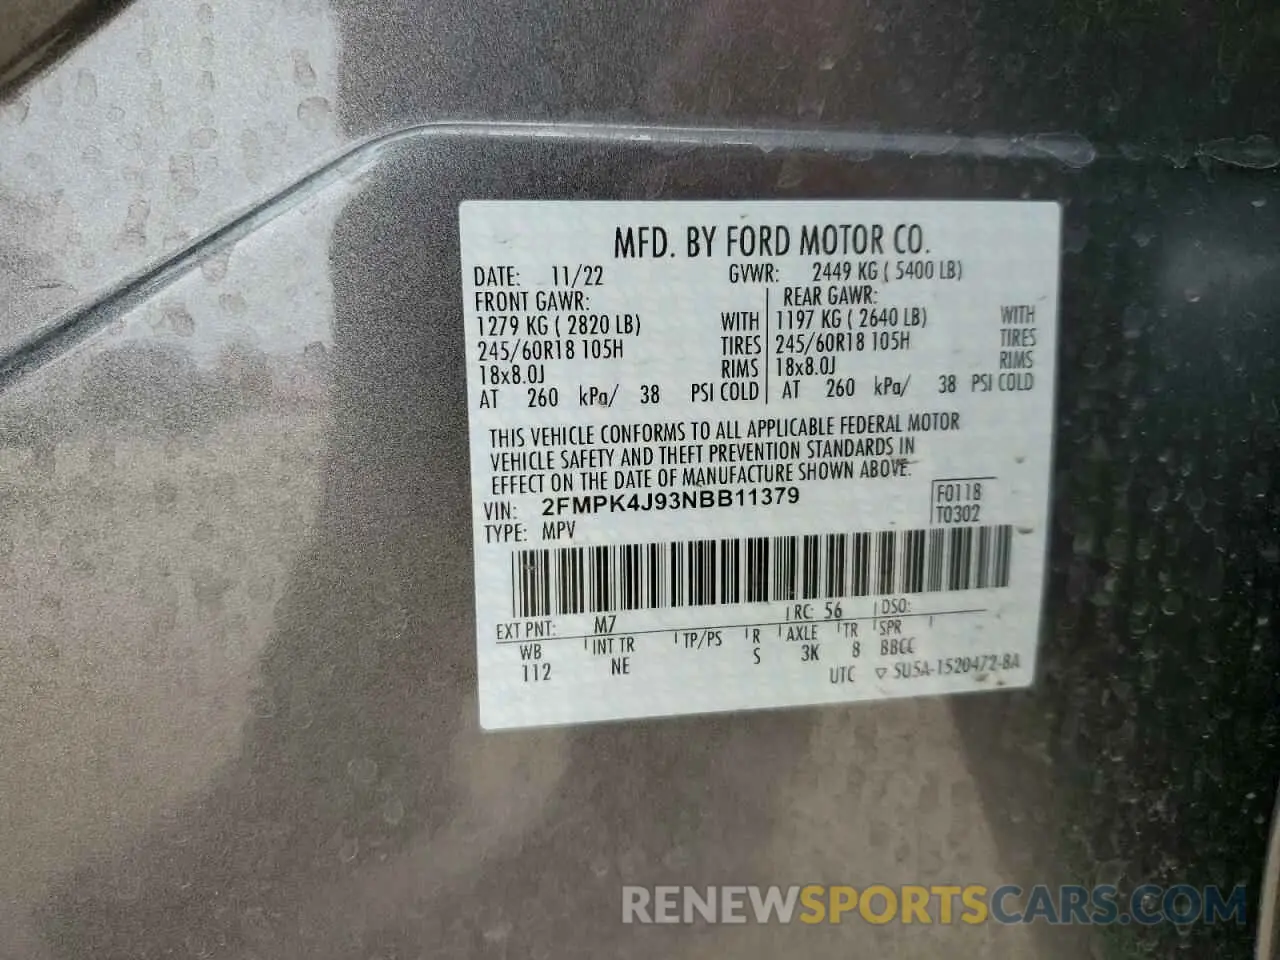 MFD. BY FORD MOTOR CO.
DATE: 11/22 GVWR: 2449 KG ( 5400 LB)
FRONT GAWR: REAR GAWR:
1279 KG ( 2820 LB) WITH 1197 KG ( 2640 LB) WITH
245/60R18 105H TIRES 245/60R18 105H TIRES
18x8.0J RIMS 18x8.0J RIMS
AT 260 kPa/ 38 PSI COLD AT 260 kPa/ 38 PSI COLD
THIS VEHICLE CONFORMS TO ALL APPLICABLE FEDERAL MOTOR
VEHICLE SAFETY AND THEFT PREVENTION STANDARDS IN
EFFECT ON THE DATE OF MANUFACTURE SHOWN ABOVE.
VIN: 2FMPK4J93NBB11379 F0118
TYPE: MPV T0302
EXT PNT: M7 RC: 56 DSO:
WB INT TR TP/PS R AXLE TR SPR
112 NE S 3K 8 BBCC
UTC ▽ SU5A-1520472-BA
RENEWSPORTSCARS.COM